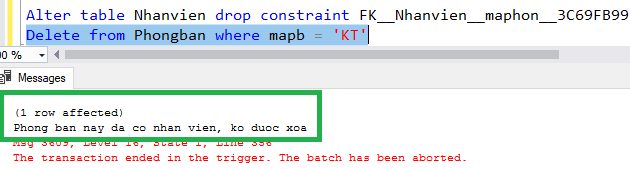 Alter table Nhanvien drop constraint FK__Nhanvien__maphon__3C69FB99
Delete from Phongban where mapb = 'KT'
00 %
Messages
(1 row affected)
Phong ban nay da co nhan vien, ko duoc xoa
Msg 3609, Level 16, State 1, Line 356
The transaction ended in the trigger. The batch has been aborted.